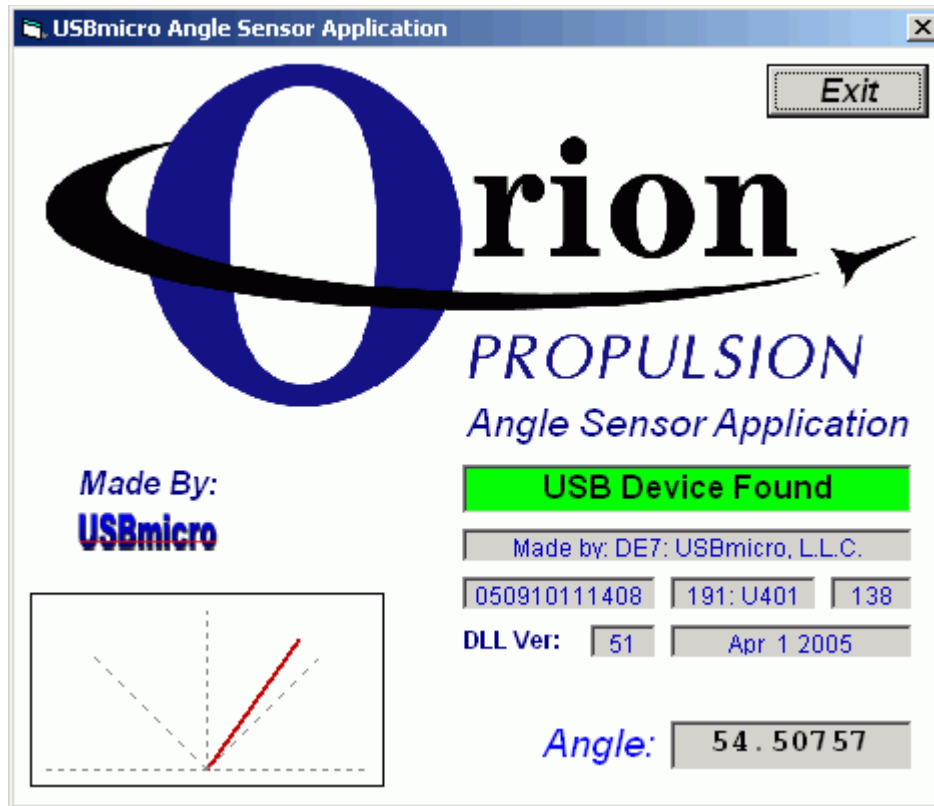 USBmicro Angle Sensor Application
Exit
Orion
PROPULSION
Angle Sensor Application
Made By:
USBmicro
USB Device Found
Made by: DE7: USBmicro, L.L.C.
050910111408 191: U401 138
DLL Ver: 51 Apr 1 2005
Angle: 54.50757